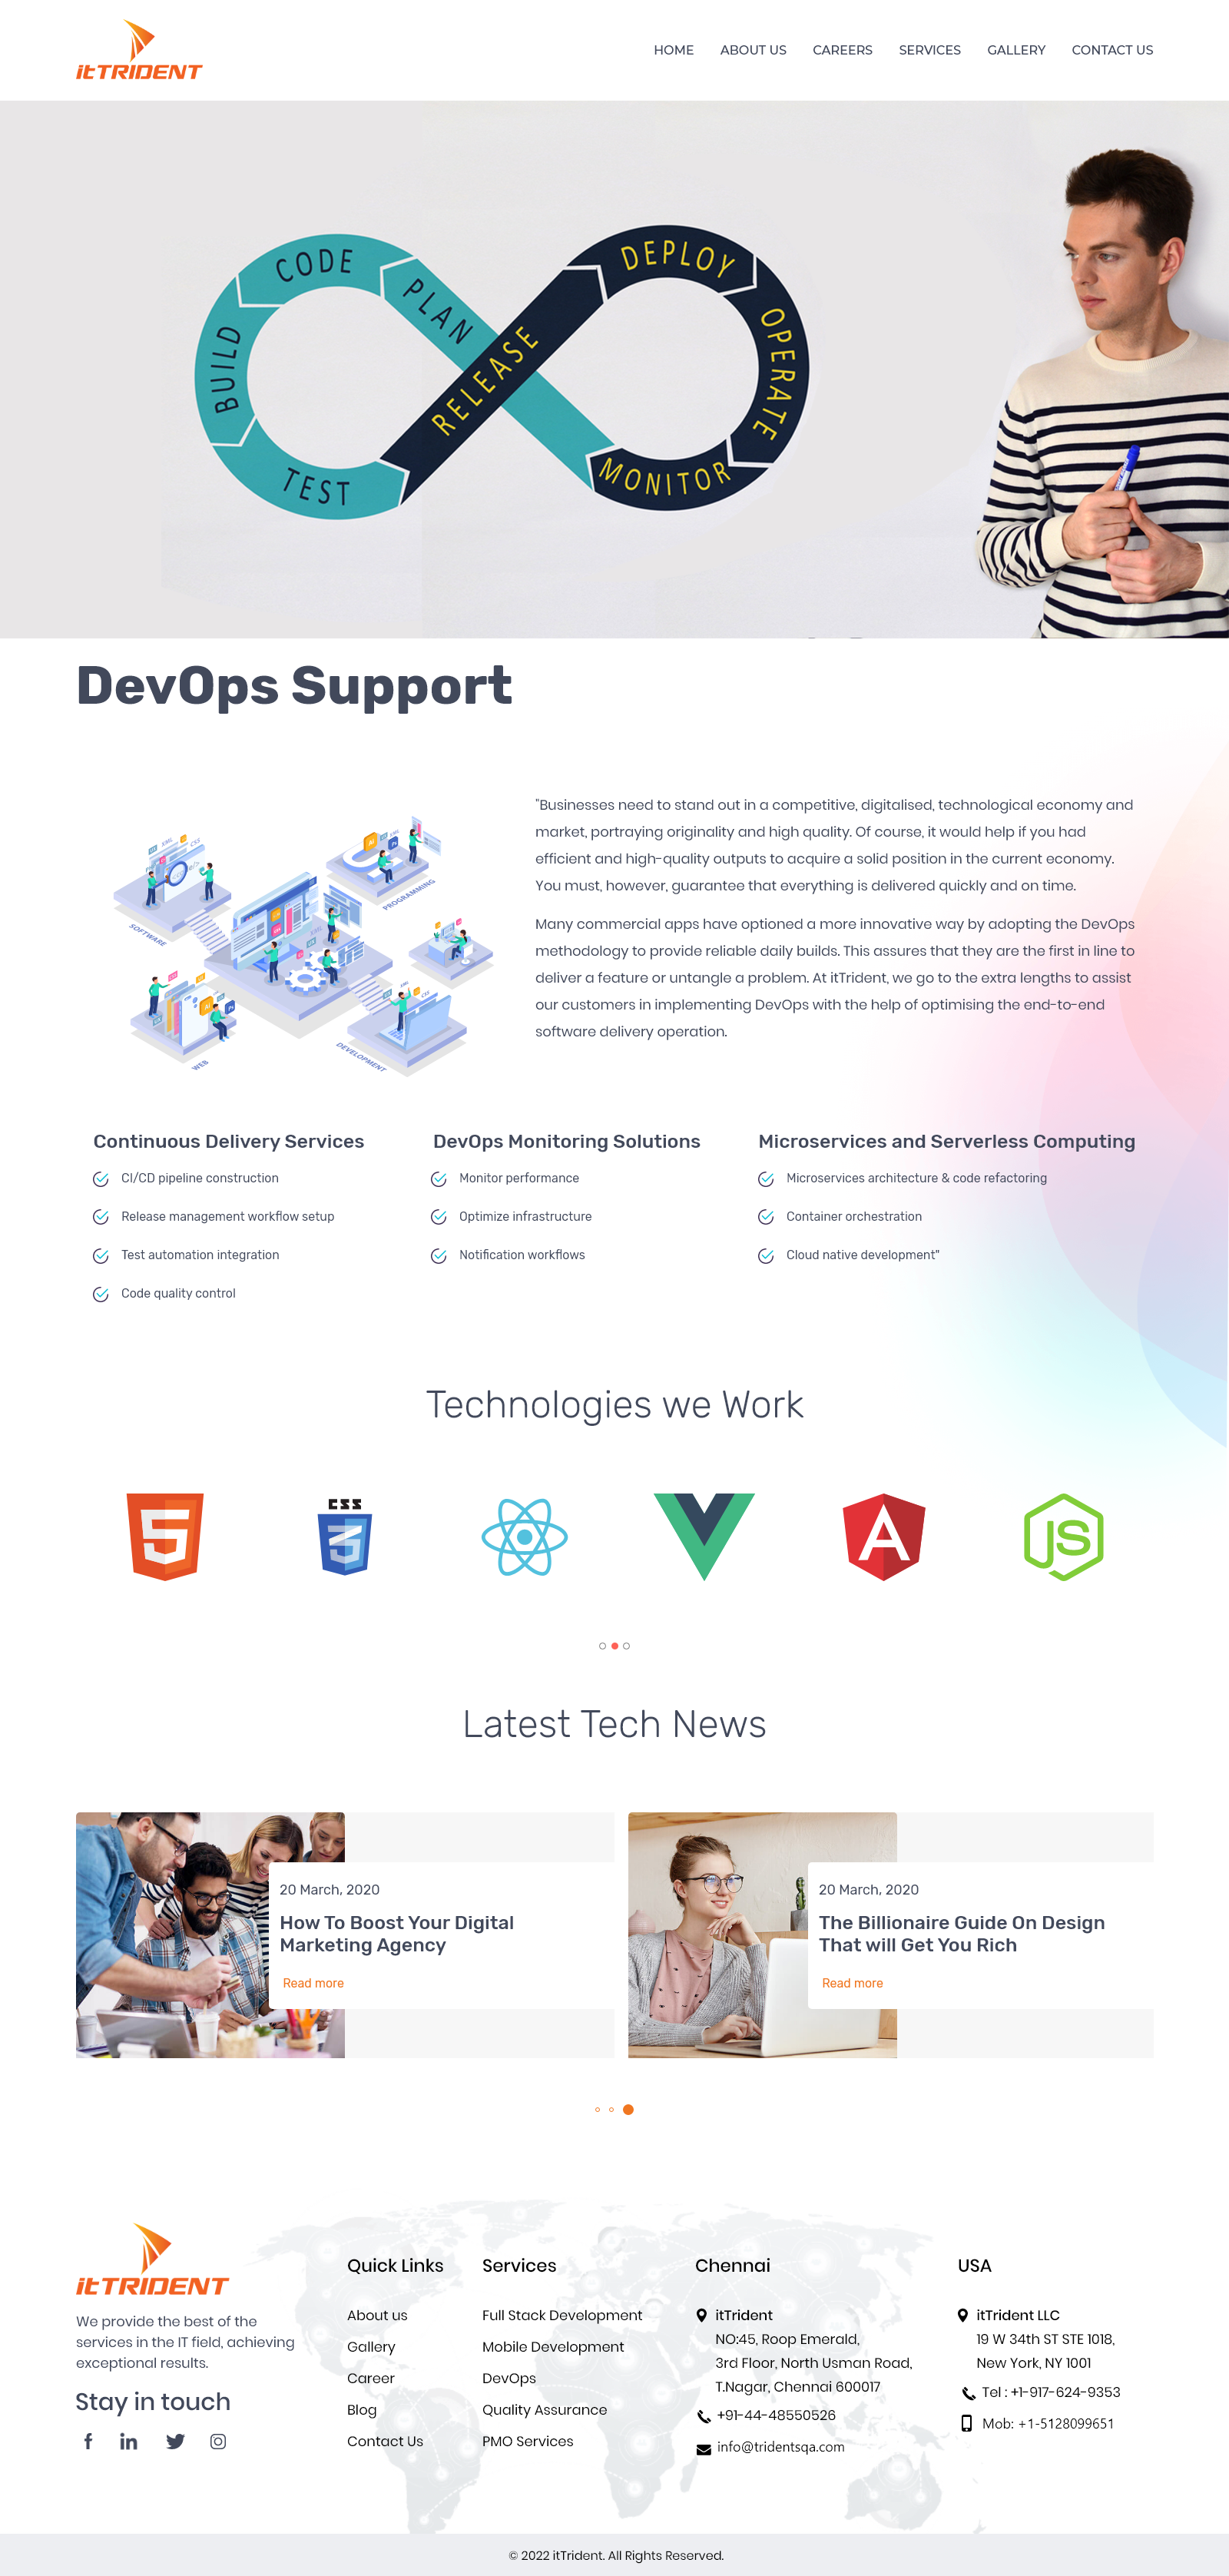 itTRIDENT
HOME ABOUT US CAREERS SERVICES GALLERY CONTACT US
CODE
PLAN
BUILD
TEST
RELEASE
DEPLOY
OPERATE
MONITOR
DevOps Support
"Businesses need to stand out in a competitive, digitalised, technological economy and
market, portraying originality and high quality. Of course, it would help if you had
efficient and high-quality outputs to acquire a solid position in the current economy.
You must, however, guarantee that everything is delivered quickly and on time.
Many commercial apps have optioned a more innovative way by adopting the DevOps
methodology to provide reliable daily builds. This assures that they are the first in line to
deliver a feature or untangle a problem. At itTrident, we go to the extra lengths to assist
our customers in implementing DevOps with the help of optimising the end-to-end
software delivery operation.
SOFTWARE
PROGRAMMING
WEB
DEVELOPMENT
Continuous Delivery Services
CI/CD pipeline construction
Release management workflow setup
Test automation integration
Code quality control
DevOps Monitoring Solutions
Monitor performance
Optimize infrastructure
Notification workflows
Microservices and Serverless Computing
Microservices architecture & code refactoring
Container orchestration
Cloud native development"
Technologies we Work
5
CSS
3
A
JS
Latest Tech News
20 March, 2020
How To Boost Your Digital
Marketing Agency
Read more
20 March, 2020
The Billionaire Guide On Design
That will Get You Rich
Read more
itTRIDENT
We provide the best of the
services in the IT field, achieving
exceptional results.
Stay in touch
Quick Links
About us
Gallery
Career
Blog
Contact Us
Services
Full Stack Development
Mobile Development
DevOps
Quality Assurance
PMO Services
Chennai
itTrident
NO:45, Roop Emerald,
3rd Floor, North Usman Road,
T.Nagar, Chennai 600017
+91-44-48550526
info@tridentsqa.com
USA
itTrident LLC
19 W 34th ST STE 1018,
New York, NY 1001
Tel : +1-917-624-9353
Mob: +1-5128099651
© 2022 itTrident. All Rights Reserved.